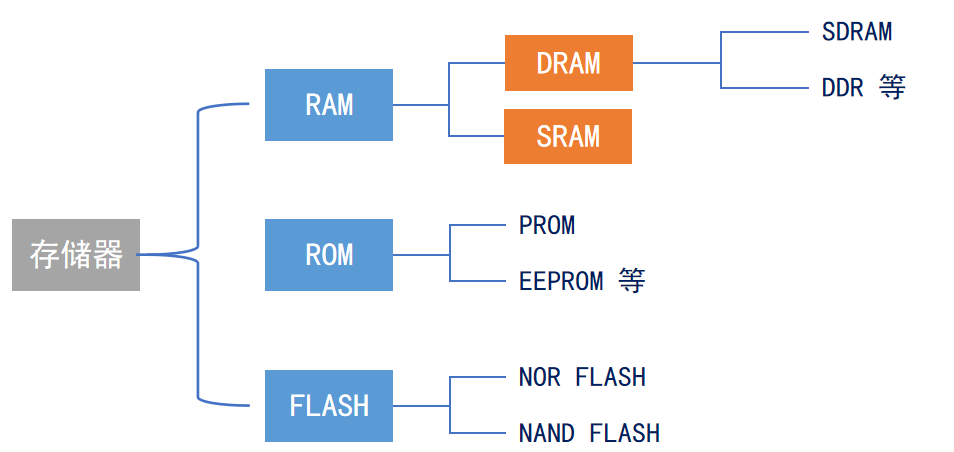 存储器
RAM
DRAM
SDRAM
DDR 等
SRAM
ROM
PROM
EEPROM 等
FLASH
NOR FLASH
NAND FLASH